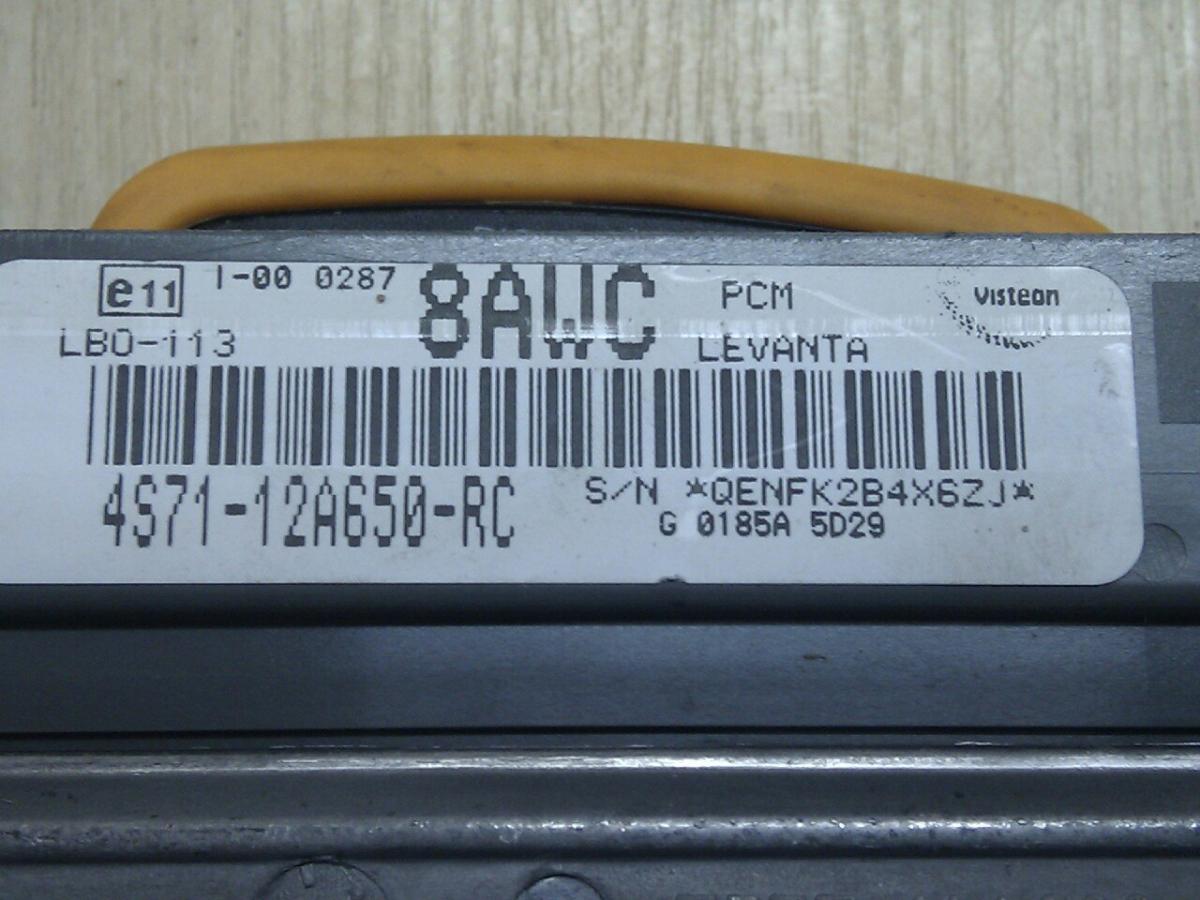 e11 I-00 0287 8AWC PCM Visteon
LBO-113 LEVANTA
4S71-12A650-RC S/N *QENFK2B4X6ZJ*
G 0185A 5D29